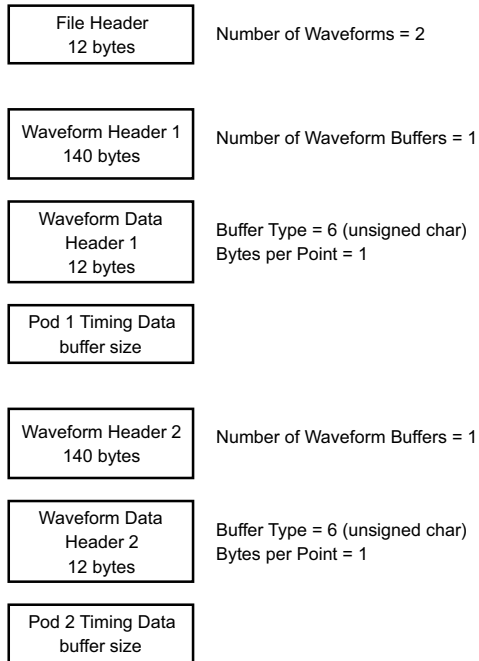 File Header
12 bytes
Number of Waveforms = 2
Waveform Header 1
140 bytes
Number of Waveform Buffers = 1
Waveform Data
Header 1
12 bytes
Buffer Type = 6 (unsigned char)
Bytes per Point = 1
Pod 1 Timing Data
buffer size
Waveform Header 2
140 bytes
Number of Waveform Buffers = 1
Waveform Data
Header 2
12 bytes
Buffer Type = 6 (unsigned char)
Bytes per Point = 1
Pod 2 Timing Data
buffer size